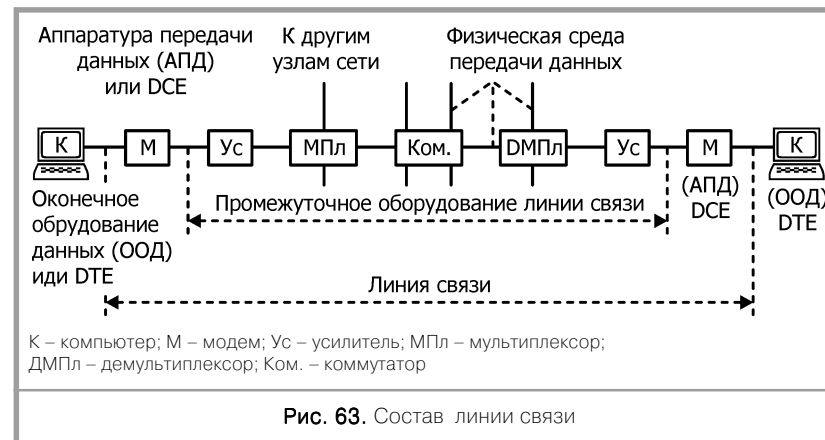 Аппаратура передачи
данных (АПД)
или DCE
К другим
узлам сети
Физическая среда
передачи данных
К
М
Ус
МПл
Ком.
DМПл
Ус
М
К
Оконечное
обрудование
данных (ООД)
иди DTE
Промежуточное оборудование линии связи
(АПД)
DCE
(ООД)
DTE
Линия связи
К – компьютер; М – модем; Ус – усилитель; МПл – мультиплексор;
ДМПл – демультиплексор; Ком. – коммутатор
Рис. 63. Состав линии связи